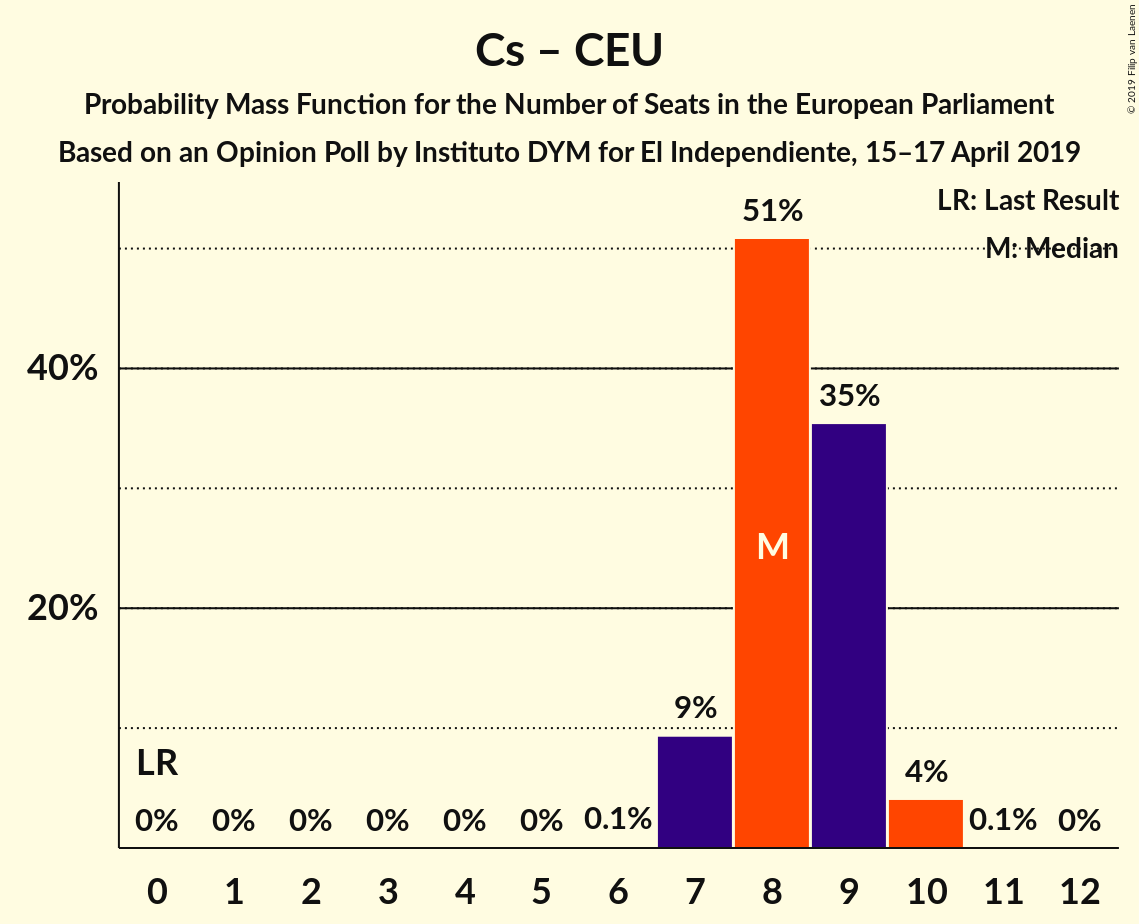 Cs – CEU
Probability Mass Function for the Number of Seats in the European Parliament
Based on an Opinion Poll by Instituto DYM for El Independiente, 15–17 April 2019
© 2019 Filip van Laenen
LR: Last Result
M: Median
51%
40%
35%
M
20%
9%
LR
4%
0% 0% 0% 0% 0% 0% 0.1% 0.1% 0%
0 1 2 3 4 5 6 7 8 9 10 11 12